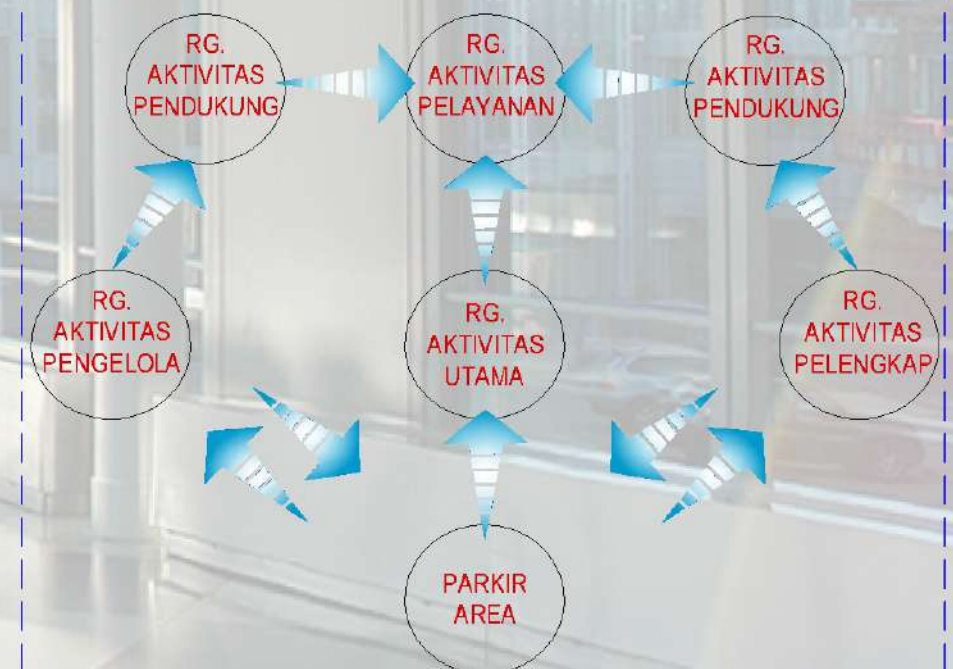 RG.
AKTIVITAS
PENDUKUNG
RG.
AKTIVITAS
PELAYANAN
RG.
AKTIVITAS
PENDUKUNG
RG.
AKTIVITAS
PENGELOLA
RG.
AKTIVITAS
UTAMA
RG.
AKTIVITAS
PELENGKAP
PARKIR
AREA